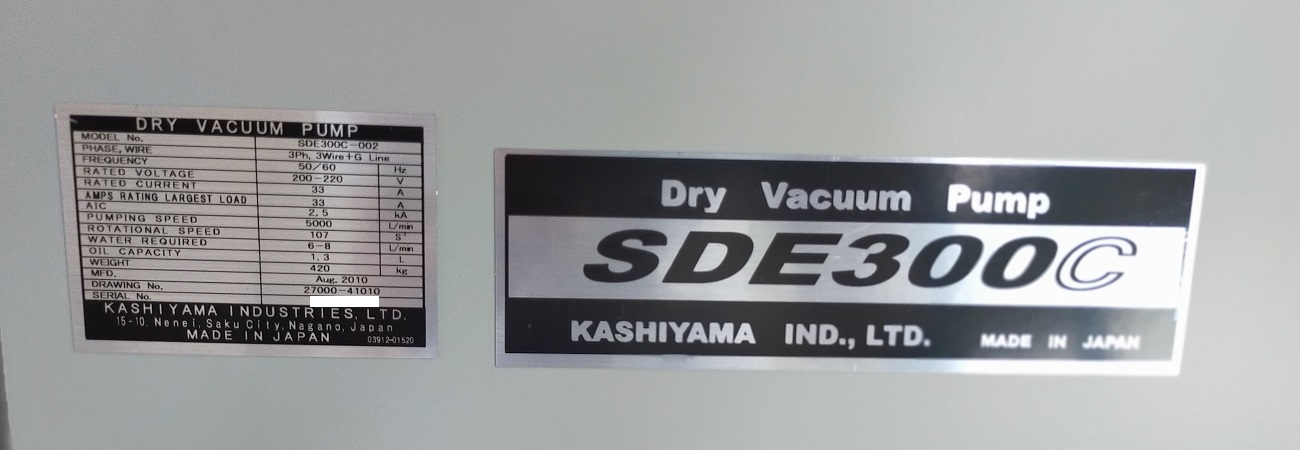 DRY VACUUM PUMP
MODEL No. SDE300C-002
PHASE, WIRE 3Ph, 3Wire+G Line
FREQUENCY 50/60 Hz
RATED VOLTAGE 200-220 V
RATED CURRENT 33 A
AMPS RATING LARGEST LOAD 33 A
AIC 2.5 kA
PUMPING SPEED 5000 L/min
ROTATIONAL SPEED 107 S⁻¹
WATER REQUIRED 6-8 L/min
OIL CAPACITY 1.3 L
WEIGHT 420 kg
MFD. Aug. 2010
DRAWING No. 27000-41010
SERIAL No.
KASHIYAMA INDUSTRIES, LTD.
15-10, Nenei, Saku City, Nagano, Japan
MADE IN JAPAN 03912-01520
Dry Vacuum Pump
SDE300C
KASHIYAMA IND., LTD. MADE IN JAPAN